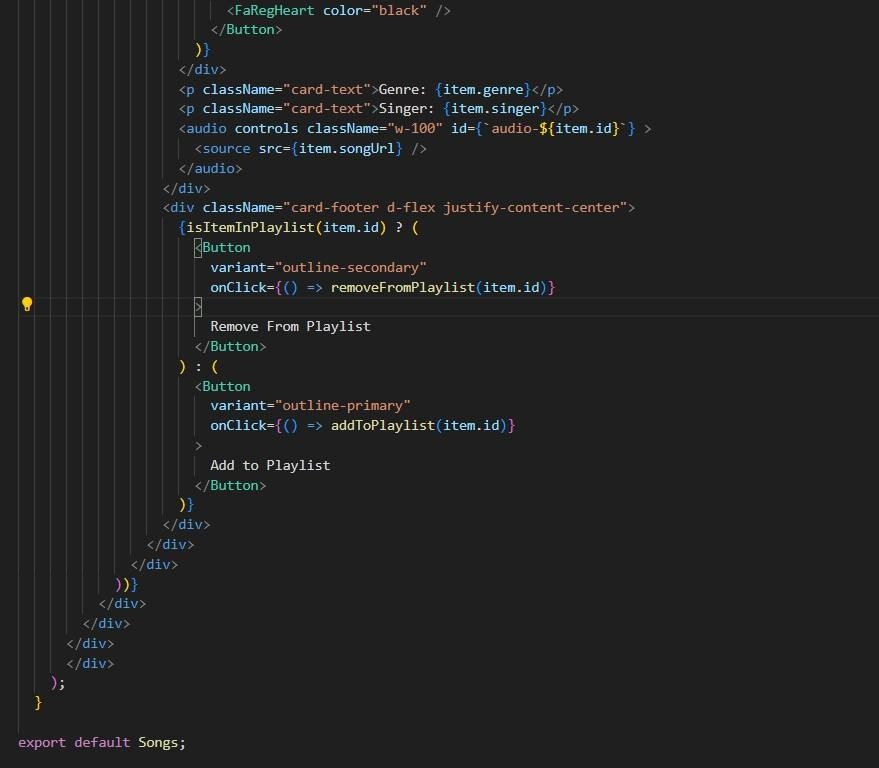 <FaRegHeart color="black" />
</Button>
)}
</div>
<p className="card-text">Genre: {item.genre}</p>
<p className="card-text">Singer: {item.singer}</p>
<audio controls className="w-100" id={`audio-${item.id}`} >
<source src={item.songUrl} />
</audio>
</div>
<div className="card-footer d-flex justify-content-center">
{isItemInPlaylist(item.id) ? (
<Button
variant="outline-secondary"
onClick={() => removeFromPlaylist(item.id)}
>
Remove From Playlist
</Button>
) : (
<Button
variant="outline-primary"
onClick={() => addToPlaylist(item.id)}
>
Add to Playlist
</Button>
)}
</div>
</div>
</div>
))}
</div>
</div>
</div>
</div>
);
}
export default Songs;